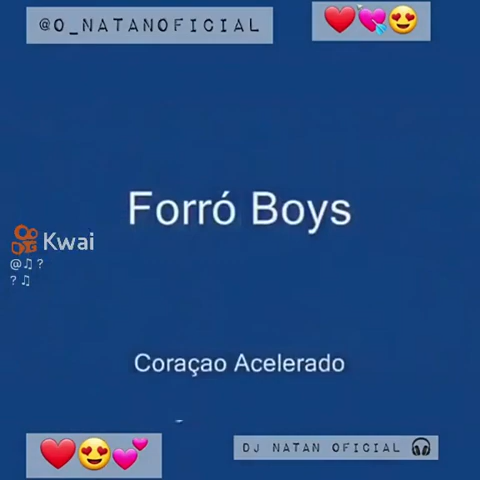 @O_NATANOFICIAL
❤️💘😍
Forró Boys
Kwai
@♫?
?♫
Coraçao Acelerado
❤️😍💕
DJ NATAN OFICIAL 🎧